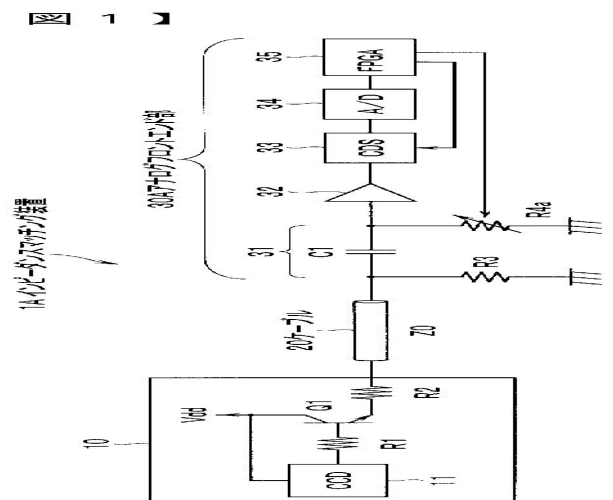 図 1
1A インピーダンスマッチング装置
30A アナログフロントエンド部
35
FPGA
34
A/D
33
CDS
32
31
C1
R4a
R3
20 ケーブル
Z0
10
Vdd
Q1
R2
R1
CCD
11